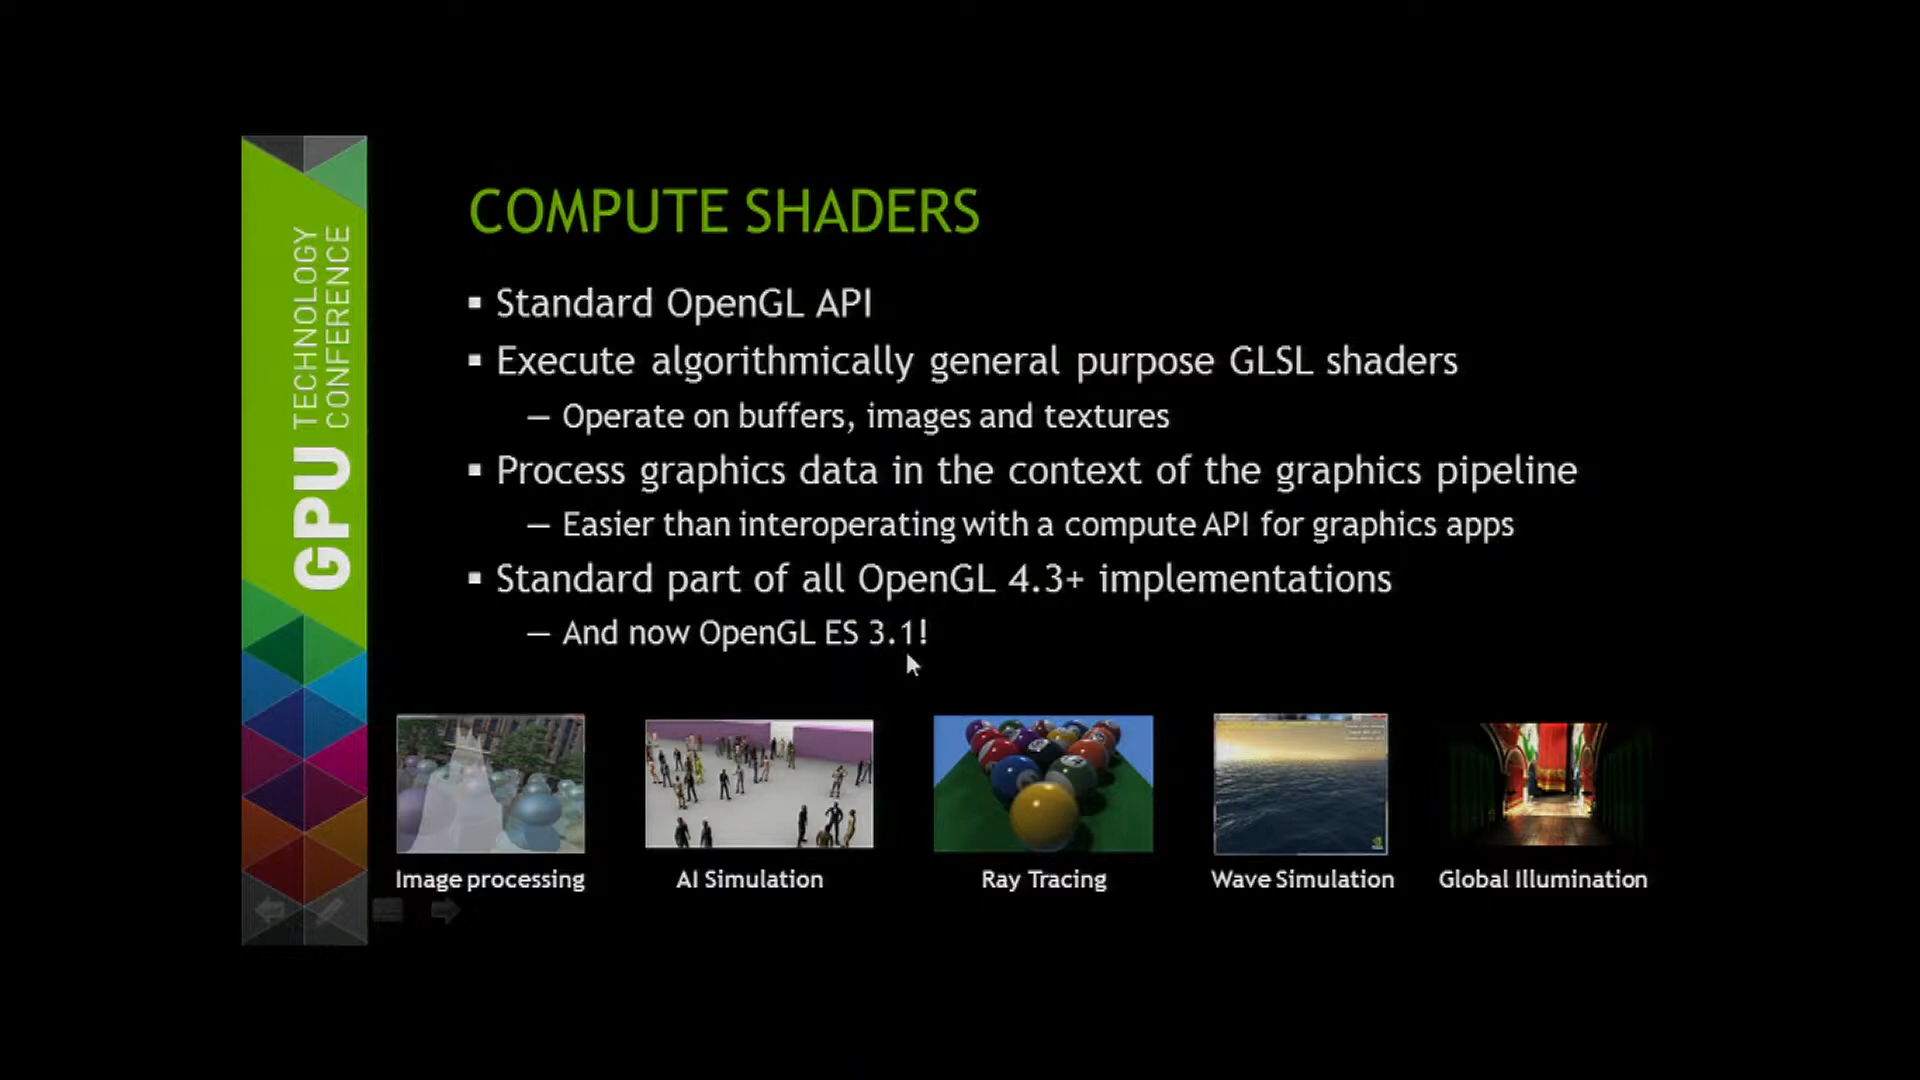 GPU TECHNOLOGY
CONFERENCE
COMPUTE SHADERS
▪ Standard OpenGL API
▪ Execute algorithmically general purpose GLSL shaders
— Operate on buffers, images and textures
▪ Process graphics data in the context of the graphics pipeline
— Easier than interoperating with a compute API for graphics apps
▪ Standard part of all OpenGL 4.3+ implementations
— And now OpenGL ES 3.1!
Image processing
AI Simulation
Ray Tracing
Wave Simulation
Global Illumination